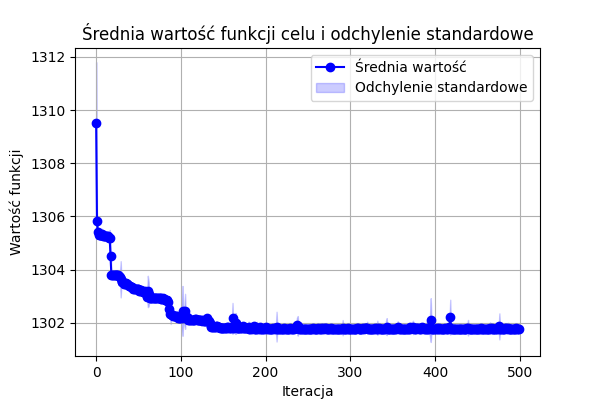 Średnia wartość funkcji celu i odchylenie standardowe
1312
1310
1308
1306
1304
1302
Wartość funkcji
Średnia wartość
Odchylenie standardowe
0
100
200
300
400
500
Iteracja